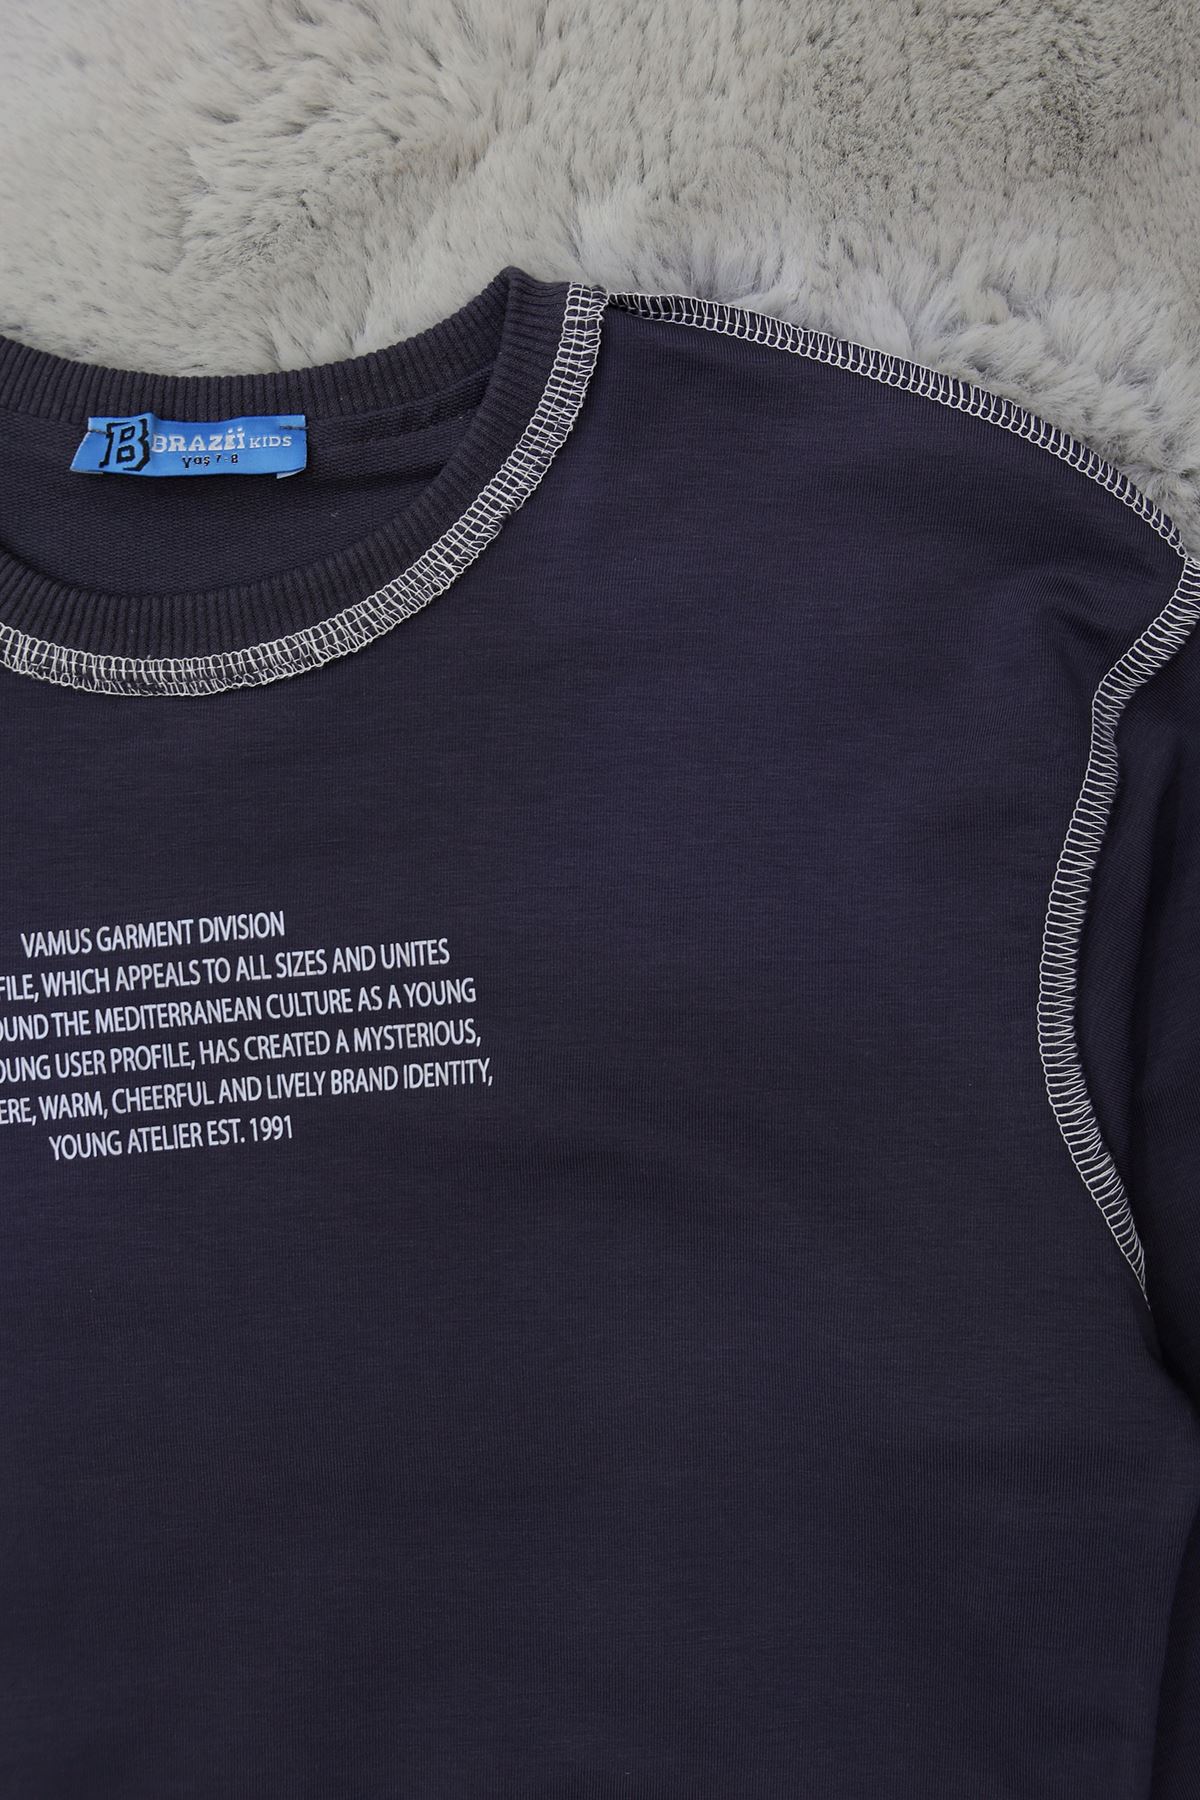 B BRAZİİ KIDS
Yaş 7-8
VAMUS GARMENT DIVISION
FILE, WHICH APPEALS TO ALL SIZES AND UNITES
OUND THE MEDITERRANEAN CULTURE AS A YOUNG
OUNG USER PROFILE, HAS CREATED A MYSTERIOUS,
ERE, WARM, CHEERFUL AND LIVELY BRAND IDENTITY,
YOUNG ATELIER EST. 1991